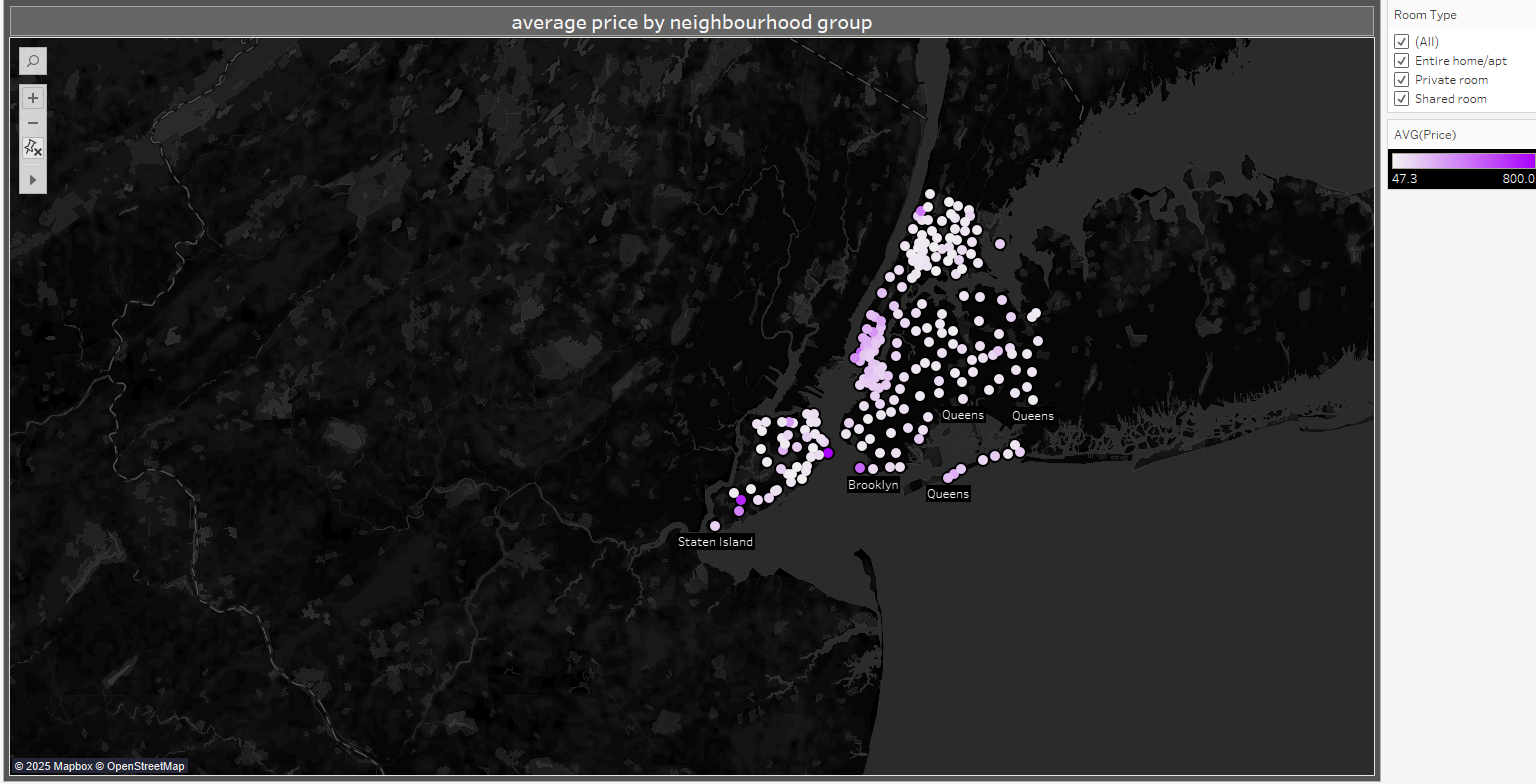 average price by neighbourhood group
Room Type
(All)
Entire home/apt
Private room
Shared room
AVG(Price)
47.3 800.0
Queens Queens
Brooklyn
Queens
Staten Island
© 2025 Mapbox © OpenStreetMap